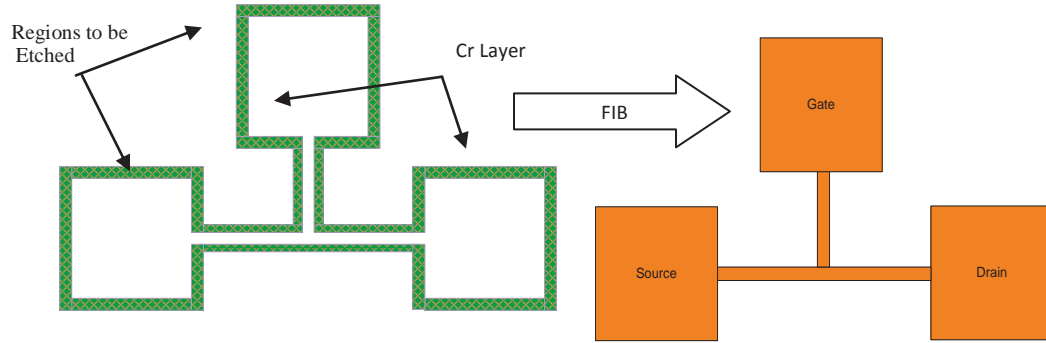 Regions to be
Etched
Cr Layer
FIB
Gate
Source
Drain